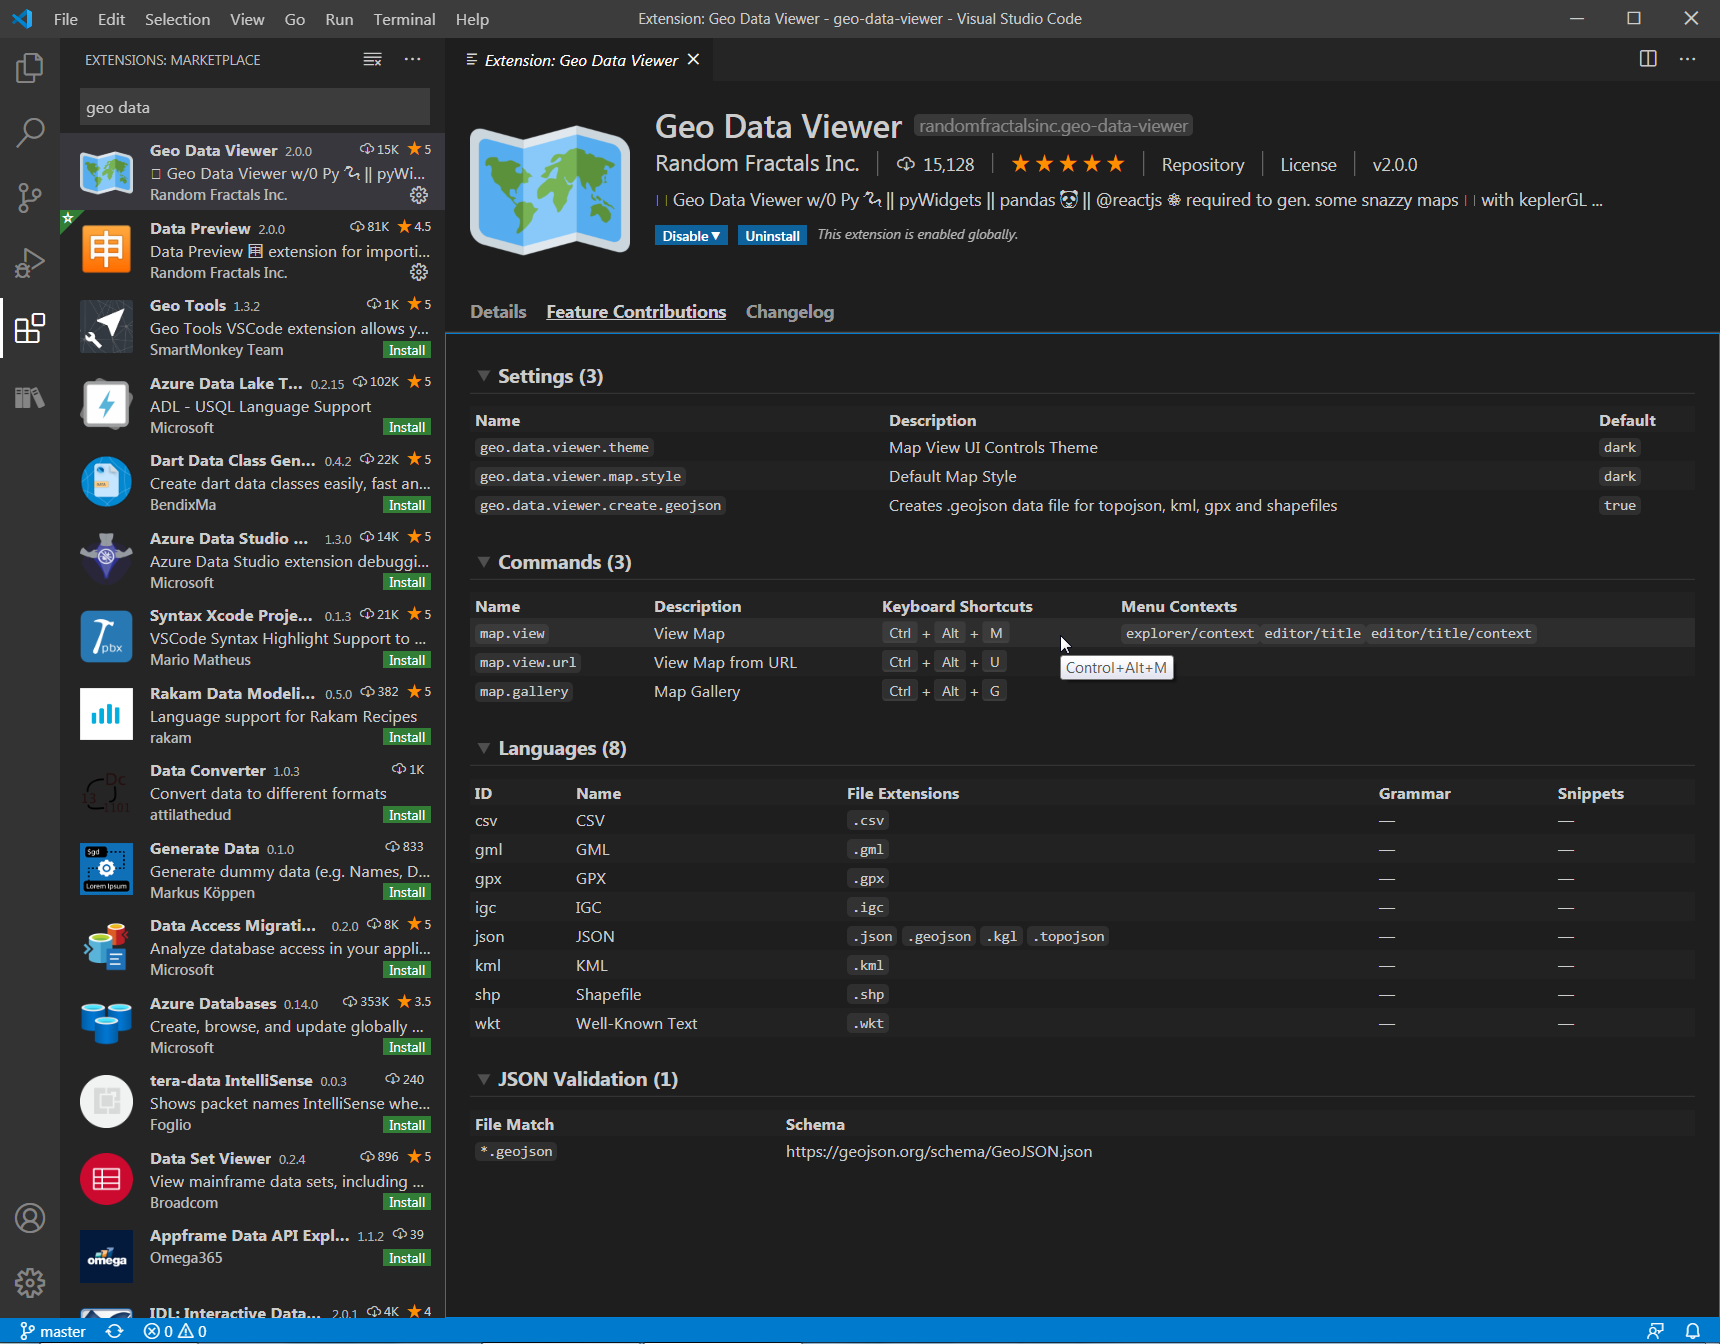 File Edit Selection View Go Run Terminal Help
Extension: Geo Data Viewer - geo-data-viewer - Visual Studio Code
EXTENSIONS: MARKETPLACE
geo data
Geo Data Viewer 2.0.0 15K ★ 5
Geo Data Viewer w/0 Py 🐍 || pyWi...
Random Fractals Inc.
Data Preview 2.0.0 81K ★ 4.5
Data Preview 🈸 extension for importi...
Random Fractals Inc.
Geo Tools 1.3.2 1K ★ 5
Geo Tools VSCode extension allows y...
SmartMonkey Team Install
Azure Data Lake T... 0.2.15 102K ★ 5
ADL - USQL Language Support
Microsoft Install
Dart Data Class Gen... 0.4.2 22K ★ 5
Create dart data classes easily, fast an...
BendixMa Install
Azure Data Studio ... 1.3.0 14K ★ 5
Azure Data Studio extension debuggi...
Microsoft Install
pbx
Syntax Xcode Proje... 0.1.3 21K ★ 5
VSCode Syntax Highlight Support to ...
Mario Matheus Install
Rakam Data Modeli... 0.5.0 382 ★ 5
Language support for Rakam Recipes
rakam Install
Dc
13
1101
Data Converter 1.0.3 1K
Convert data to different formats
attilathedud Install
Sgd
Lorem Ipsum
Generate Data 0.1.0 833
Generate dummy data (e.g. Names, D...
Markus Köppen Install
Data Access Migrati... 0.2.0 8K ★ 5
Analyze database access in your appli...
Microsoft Install
Azure Databases 0.14.0 353K ★ 3.5
Create, browse, and update globally ...
Microsoft Install
tera-data IntelliSense 0.0.3 240
Shows packet names IntelliSense whe...
Foglio Install
Data Set Viewer 0.2.4 896 ★ 5
View mainframe data sets, including ...
Broadcom Install
omega
Appframe Data API Expl... 1.1.2 39
Omega365 Install
IDL: Interactive Data... 2.0.1 4K ★ 4
Extension: Geo Data Viewer
申
Geo Data Viewer randomfractalsinc.geo-data-viewer
Random Fractals Inc. 15,128 ★★★★★ Repository License v2.0.0
Geo Data Viewer w/0 Py 🐍 || pyWidgets || pandas 🐼 || @reactjs ⚛ required to gen. some snazzy maps with keplerGL ...
Disable▼ Uninstall This extension is enabled globally.
Details Feature Contributions Changelog
Settings (3)
Name Description Default
geo.data.viewer.theme Map View UI Controls Theme dark
geo.data.viewer.map.style Default Map Style dark
geo.data.viewer.create.geojson Creates .geojson data file for topojson, kml, gpx and shapefiles true
Commands (3)
Name Description Keyboard Shortcuts Menu Contexts
map.view View Map Ctrl + Alt + M explorer/context editor/title editor/title/context
map.view.url View Map from URL Ctrl + Alt + U
Control+Alt+M
map.gallery Map Gallery Ctrl + Alt + G
Languages (8)
ID Name File Extensions Grammar Snippets
csv CSV .csv — —
gml GML .gml — —
gpx GPX .gpx — —
igc IGC .igc — —
json JSON .json .geojson .kgl .topojson — —
kml KML .kml — —
shp Shapefile .shp — —
wkt Well-Known Text .wkt — —
JSON Validation (1)
File Match Schema
*.geojson https://geojson.org/schema/GeoJSON.json
master 0 0